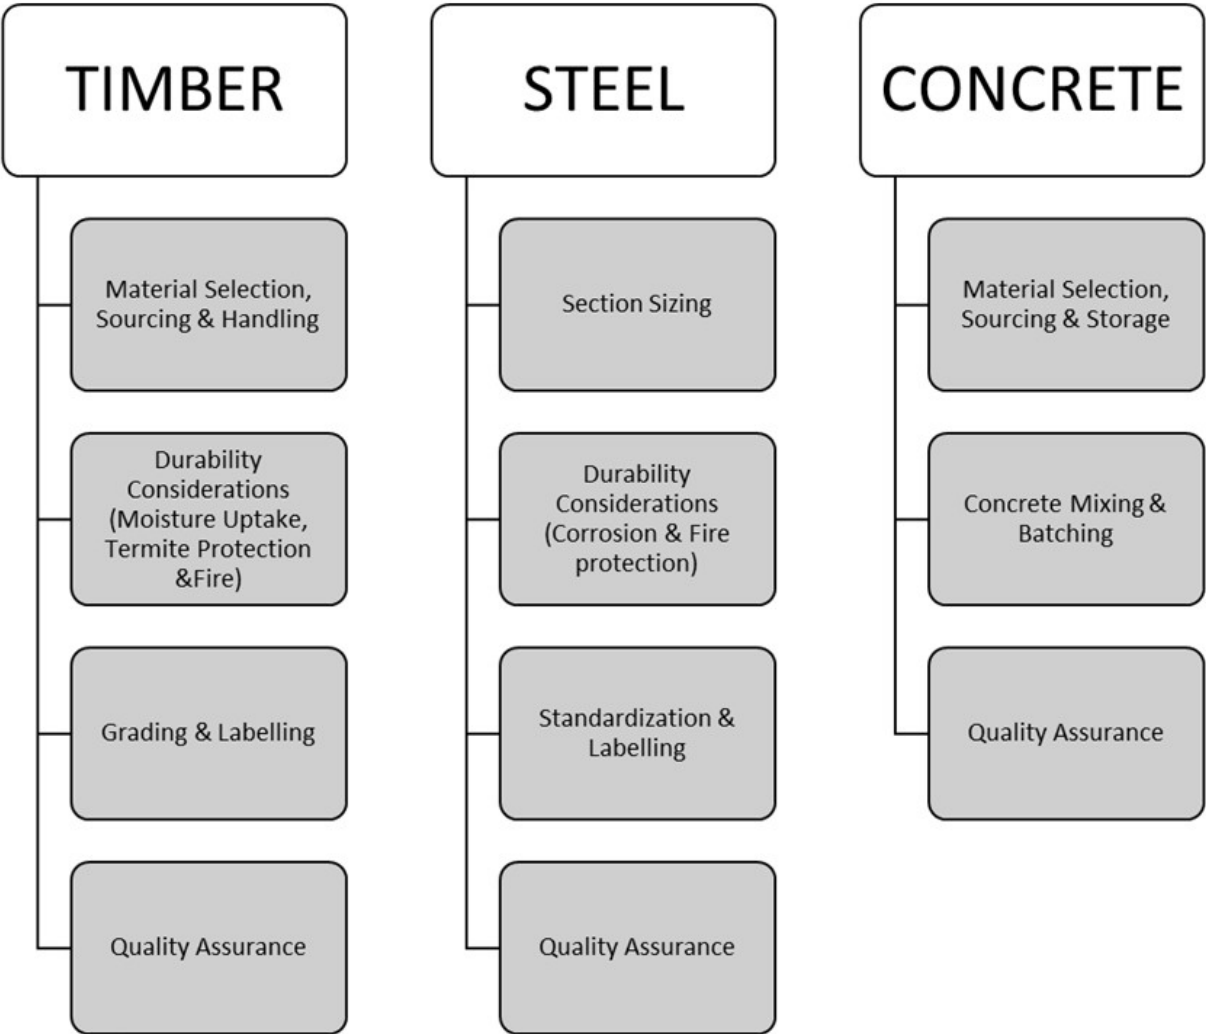 TIMBER
Material Selection,
Sourcing & Handling
Durability
Considerations
(Moisture Uptake,
Termite Protection
&Fire)
Grading & Labelling
Quality Assurance
STEEL
Section Sizing
Durability
Considerations
(Corrosion & Fire
protection)
Standardization &
Labelling
Quality Assurance
CONCRETE
Material Selection,
Sourcing & Storage
Concrete Mixing &
Batching
Quality Assurance